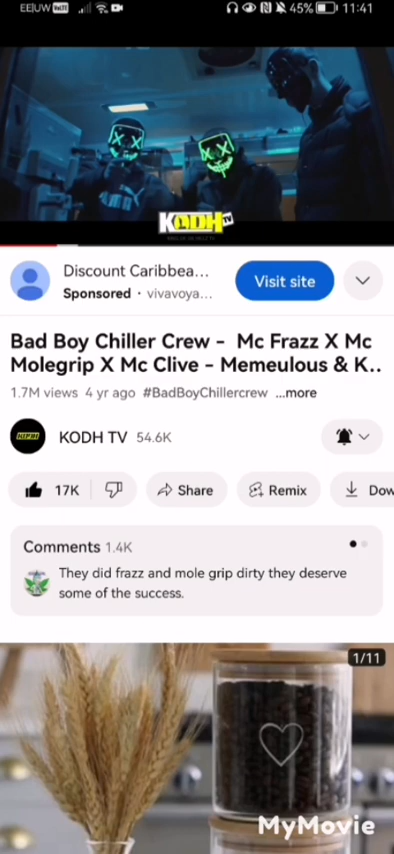 EE|UW VoLTE 45% 11:41
KODH TV
Discount Caribbea...
Sponsored · vivavoya...
Visit site
Bad Boy Chiller Crew - Mc Frazz X Mc
Molegrip X Mc Clive - Memeulous & K..
1.7M views 4 yr ago #BadBoyChillercrew ...more
KODH TV 54.6K
17K Share Remix Dow
Comments 1.4K
They did frazz and mole grip dirty they deserve
some of the success.
1/11
MyMovie